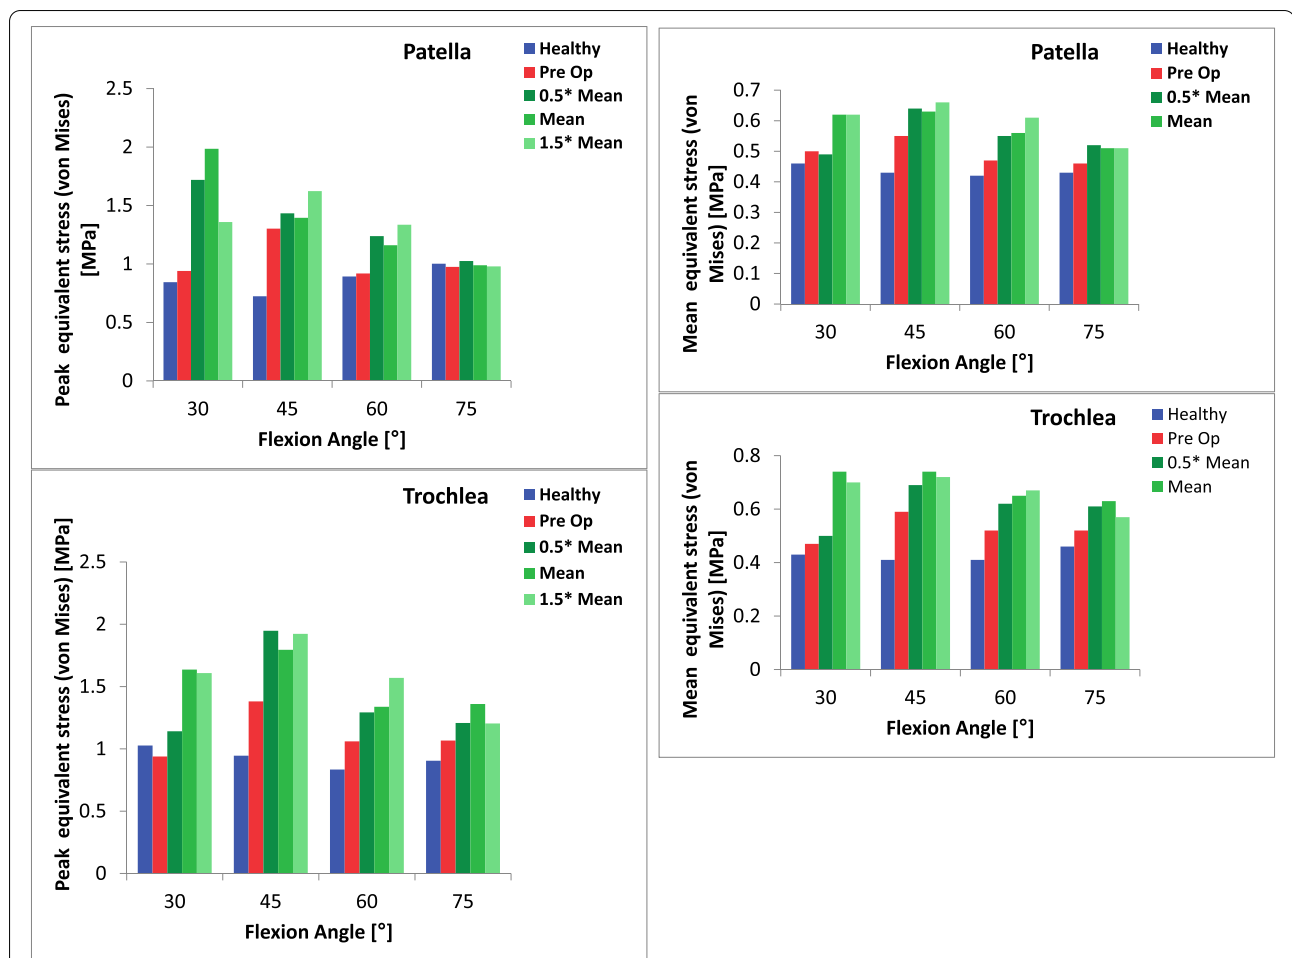 Patella
Healthy
Pre Op
0.5* Mean
Mean
1.5* Mean
Peak equivalent stress (von Mises)
[MPa]
2.5
2
1.5
1
0.5
0
30 45 60 75
Flexion Angle [°]
Patella
Healthy
Pre Op
0.5* Mean
Mean
Mean equivalent stress (von
Mises) [MPa]
0.7
0.6
0.5
0.4
0.3
0.2
0.1
0
30 45 60 75
Flexion Angle [°]
Trochlea
Healthy
Pre Op
0.5* Mean
Mean
1.5* Mean
Peak equivalent stress (von Mises) [MPa]
2.5
2
1.5
1
0.5
0
30 45 60 75
Flexion Angle [°]
Trochlea
Healthy
Pre Op
0.5* Mean
Mean
Mean equivalent stress (von
Mises) [MPa]
0.8
0.6
0.4
0.2
0
30 45 60 75
Flexion Angle [°]